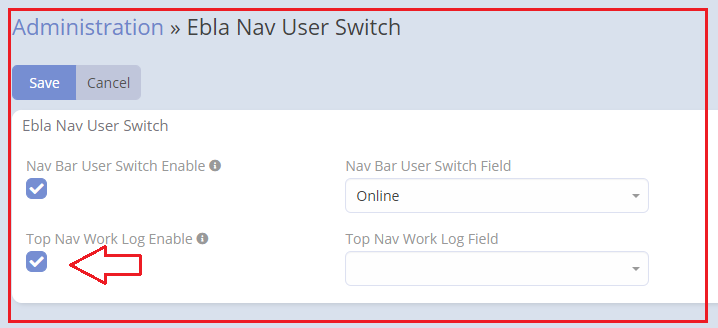 Administration » Ebla Nav User Switch
Save Cancel
Ebla Nav User Switch
Nav Bar User Switch Enable Nav Bar User Switch Field
Online
Top Nav Work Log Enable Top Nav Work Log Field